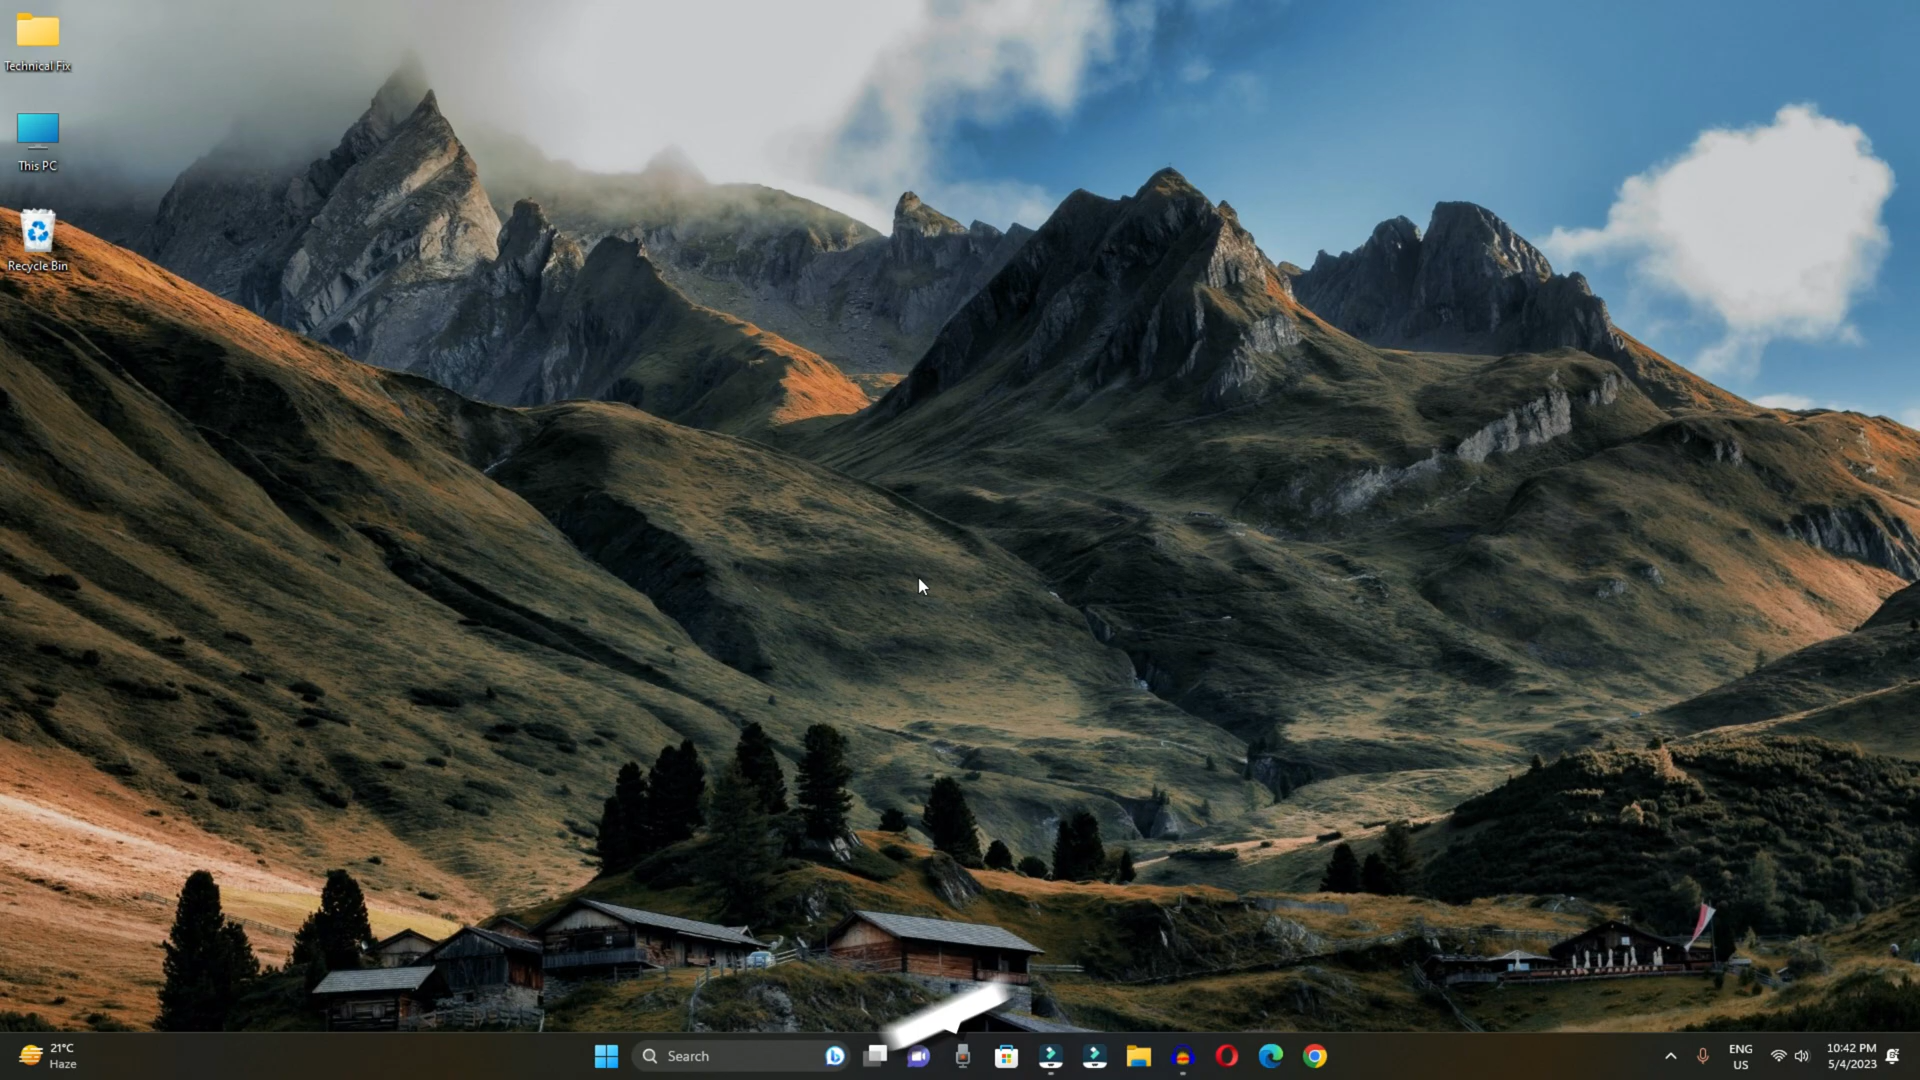 Technical Fix
This PC
Recycle Bin
21°C
Haze
Search
ENG
US
10:42 PM
5/4/2023